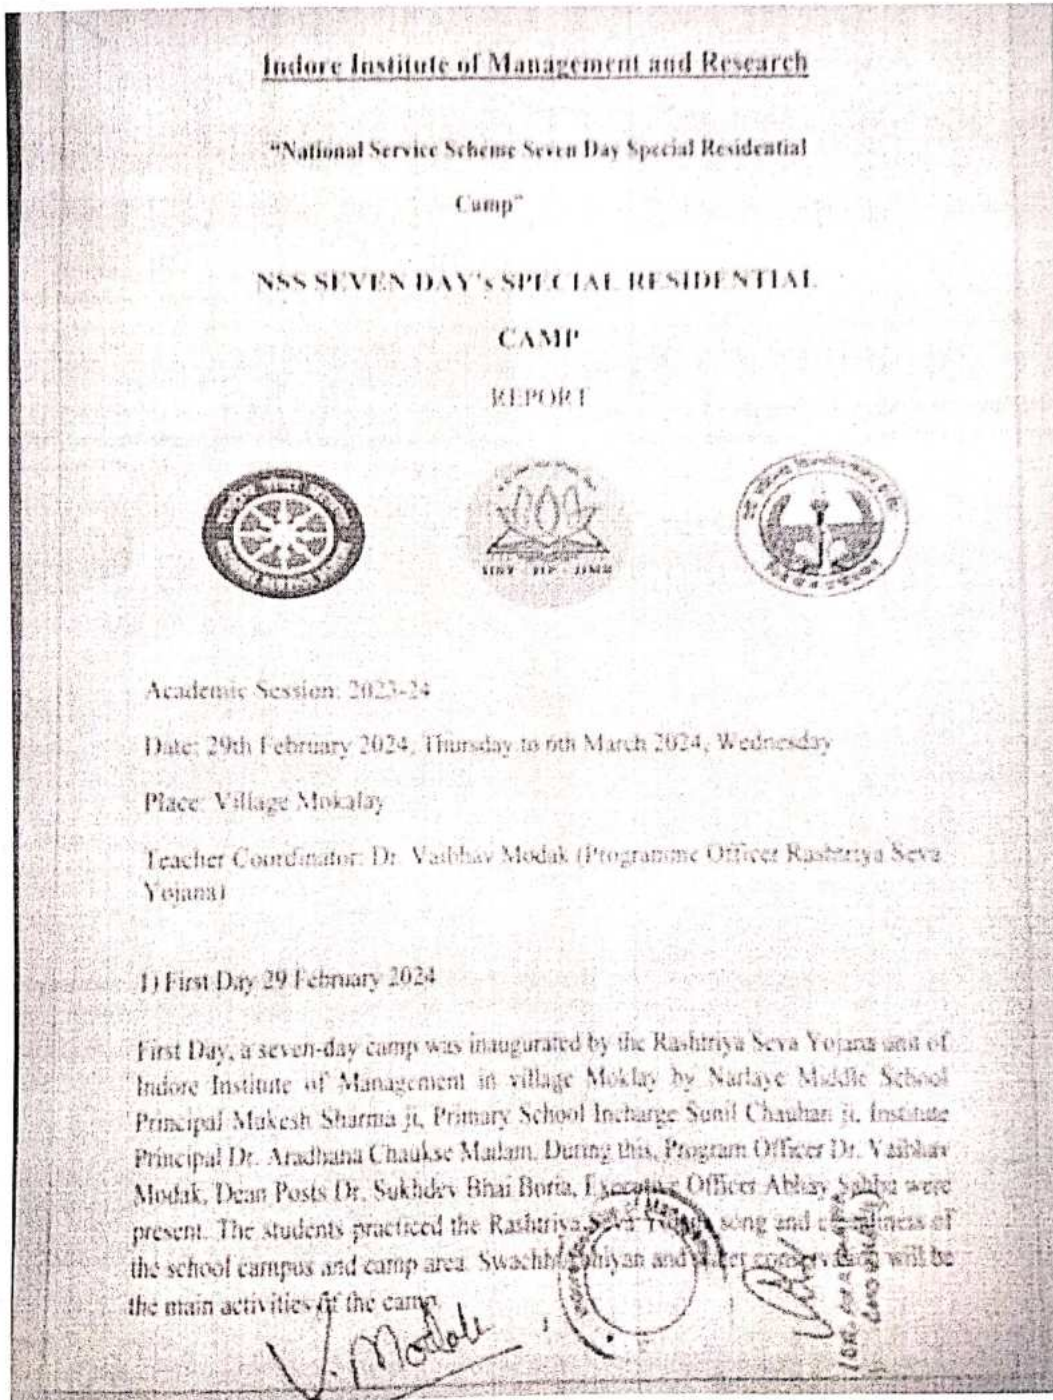 Indore Institute of Management and Research
"National Service Scheme Seven Day Special Residential
Camp"
NSS SEVEN DAY's SPECIAL RESIDENTIAL
CAMP
REPORT
Academic Session: 2023-24
Date: 29th February 2024, Thursday to 6th March 2024, Wednesday
Place: Village Mokalay
Teacher Coordinator: Dr. Vaibhav Modak (Programme Officer Rashtriya Seva
Yojana)
1) First Day 29 February 2024
First Day, a seven-day camp was inaugurated by the Rashtriya Seva Yojana unit of
Indore Institute of Management in village Moklay by Narlaye Middle School
Principal Mukesh Sharma ji, Primary School Incharge Sunil Chauhan ji, Institute
Principal Dr. Aradhana Chaukse Madam. During this, Program Officer Dr. Vaibhav
Modak, Dean Posts Dr. Sukhdev Bhai Boria, Executive Officer Abhay were
present. The students practiced the Rashtriya Seva Yojana song and cleanliness of
the school campus and camp area. Swachhta and water conservation will be
the main activities of the camp.
V. Modak